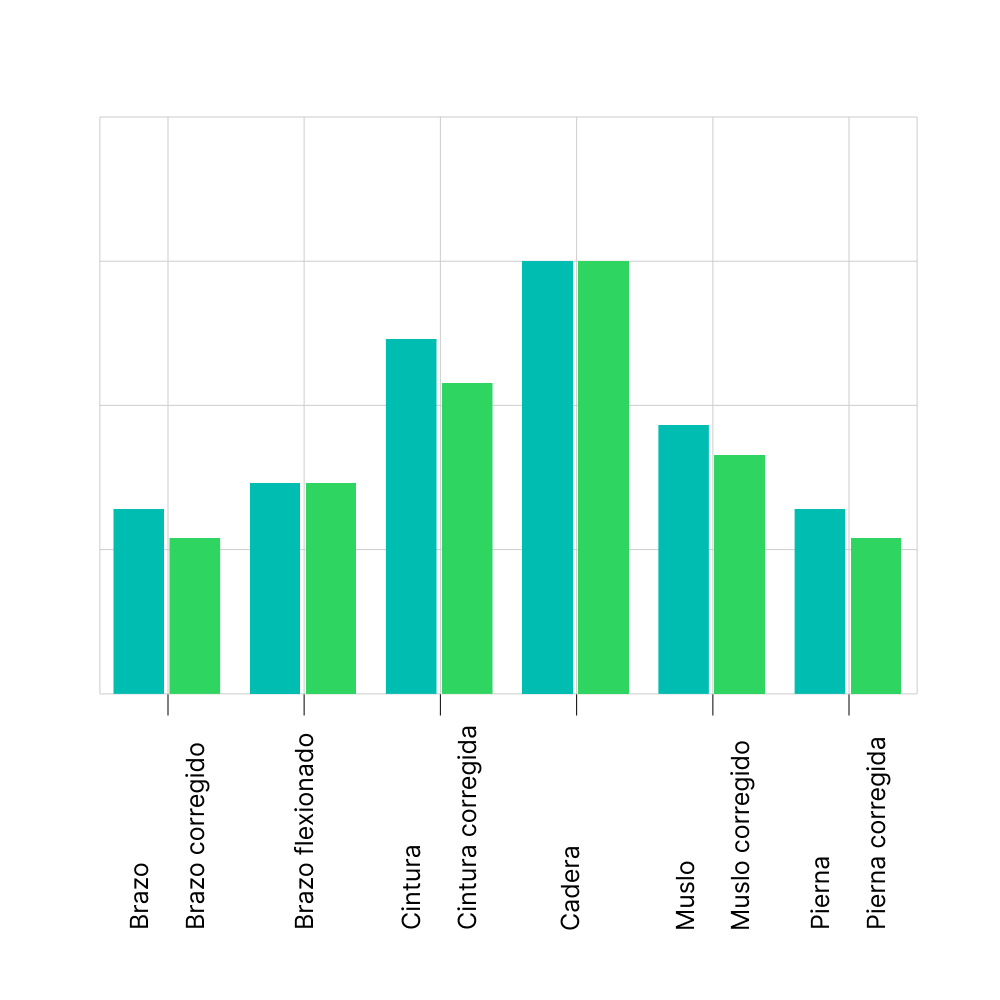 Brazo
Brazo corregido
Brazo flexionado
Cintura
Cintura corregida
Cadera
Muslo
Muslo corregido
Pierna
Pierna corregida